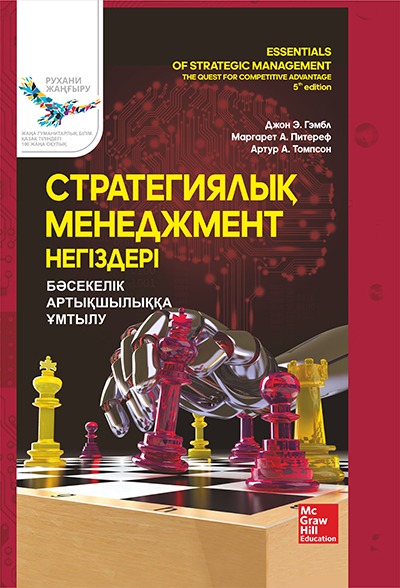 РУХАНИ
ЖАҢҒЫРУ
ЖАҢА ГУМАНИТАРЛЫҚ БІЛІМ.
ҚАЗАҚ ТІЛІНДЕГІ
100 ЖАҢА ОҚУЛЫҚ
ESSENTIALS
OF STRATEGIC MANAGEMENT
THE QUEST FOR COMPETITIVE ADVANTAGE
5th edition
Джон Э. Гэмбл
Маргарет А. Питереф
Артур А. Томпсон
СТРАТЕГИЯЛЫҚ
МЕНЕДЖМЕНТ
НЕГІЗДЕРІ
БӘСЕКЕЛІК
АРТЫҚШЫЛЫҚҚА
ҰМТЫЛУ
Mc
Graw
Hill
Education